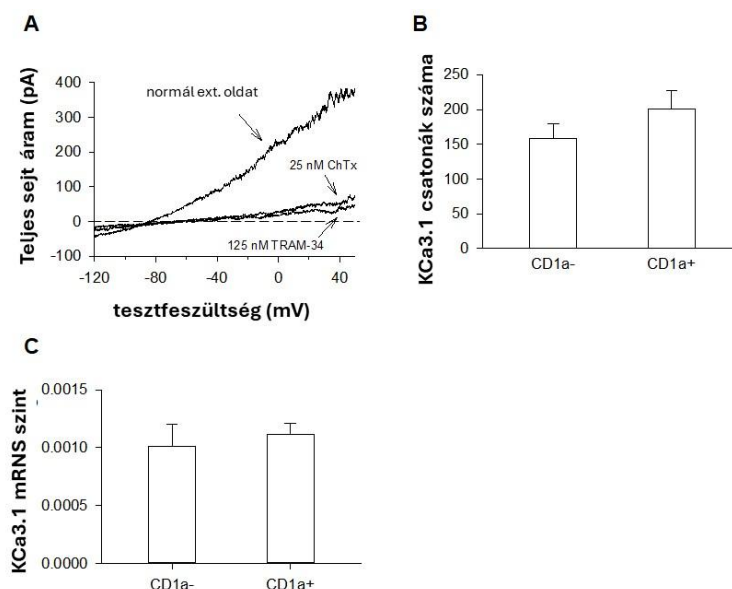 A
Teljes sejt áram (pA)
400
300
200
100
0
-100
normál ext. oldat
25 nM ChTx
125 nM TRAM-34
-120
-80
-40
0
40
tesztfeszültség (mV)
B
KCa3.1 csatonák száma
250
200
150
100
50
0
CD1a-
CD1a+
C
KCa3.1 mRNS szint
0.0015
0.0010
0.0005
0.0000
CD1a-
CD1a+